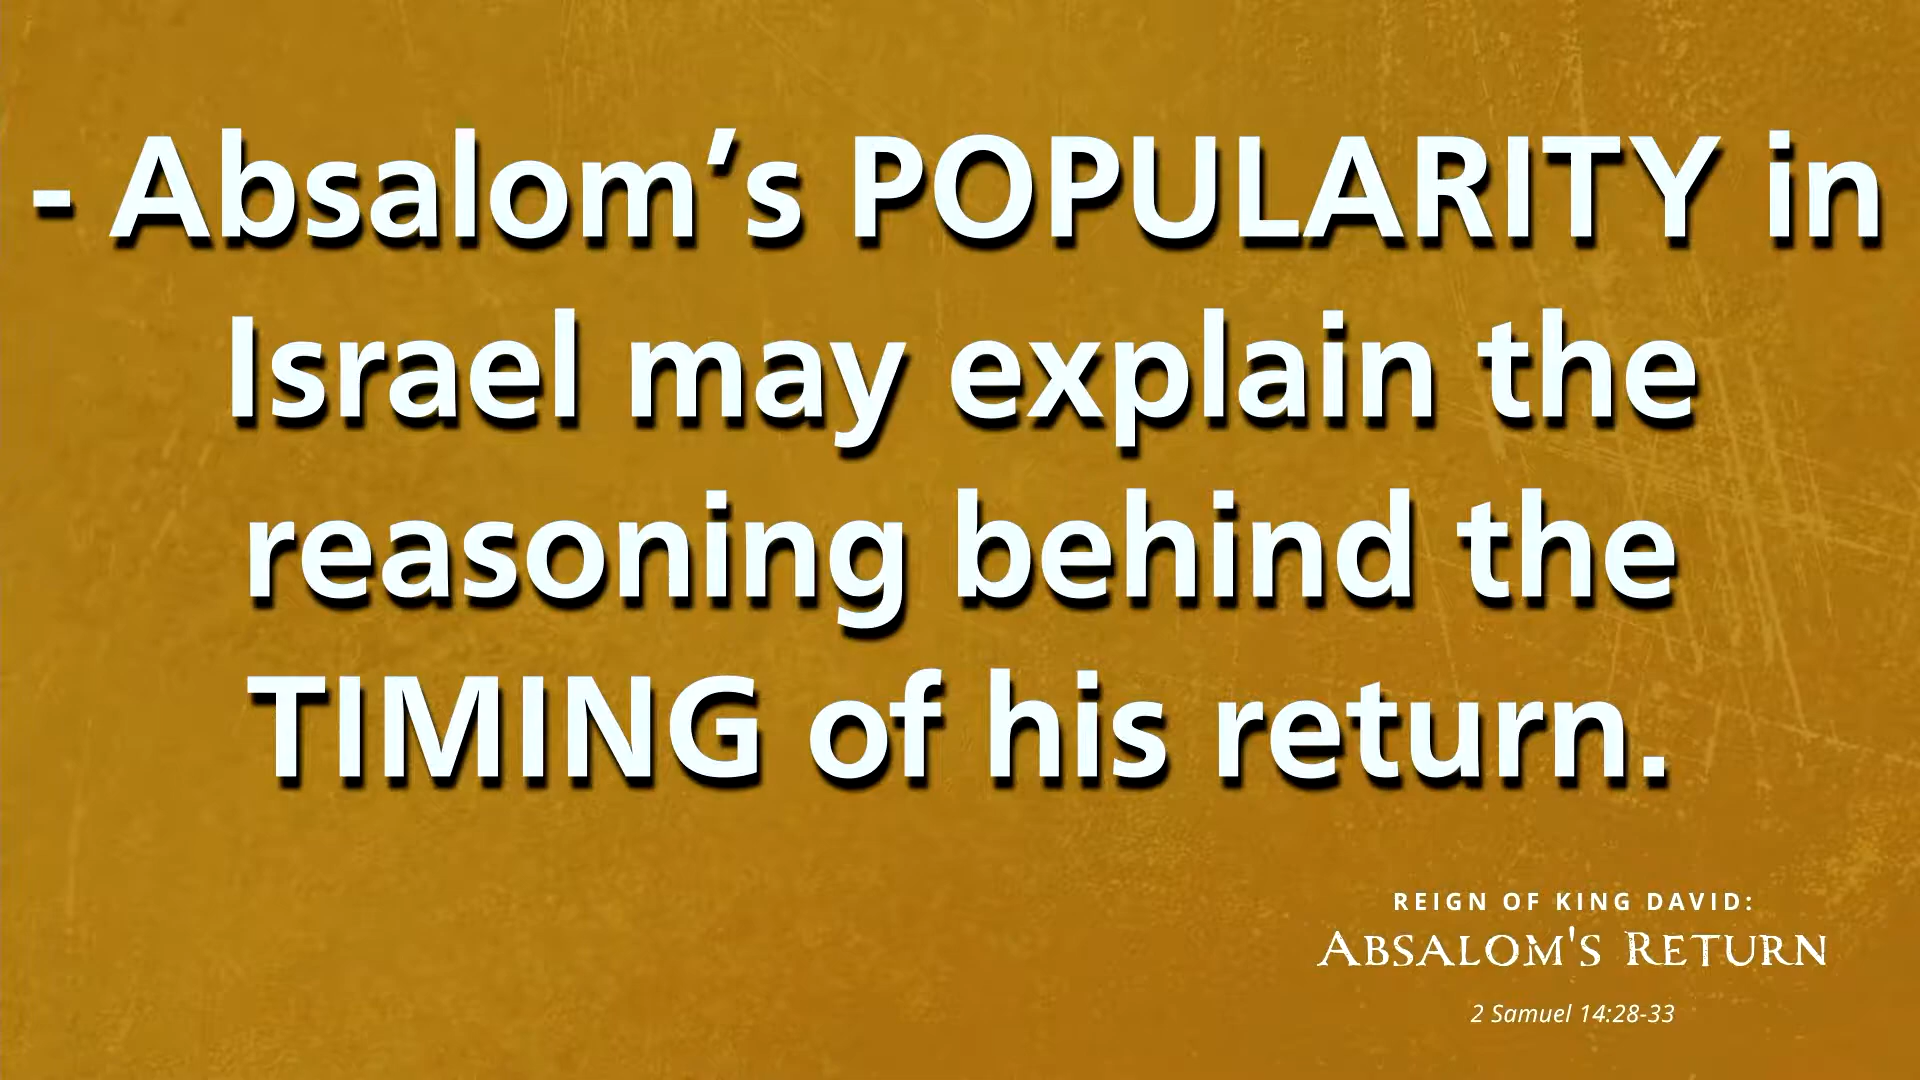 - Absalom’s POPULARITY in
Israel may explain the
reasoning behind the
TIMING of his return.
REIGN OF KING DAVID:
ABSALOM'S RETURN
2 Samuel 14:28-33